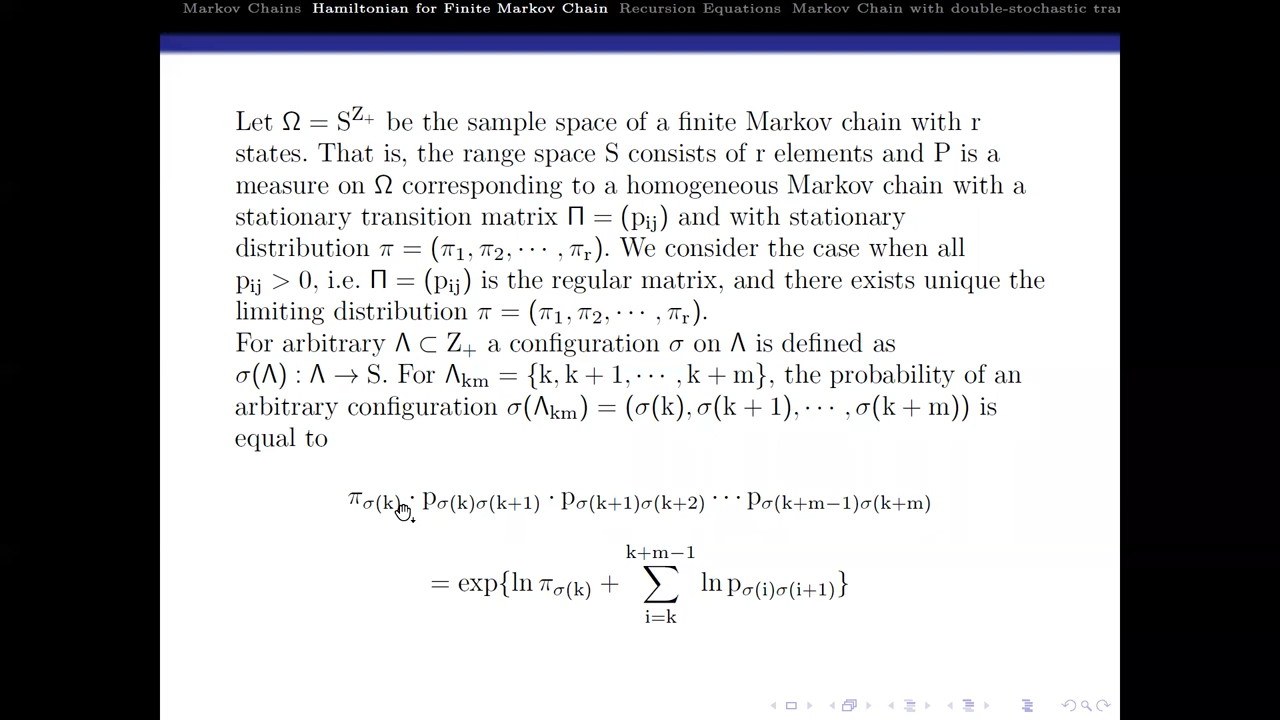 Markov Chains Hamiltonian for Finite Markov Chain Recursion Equations Markov Chain with double-stochastic tra
Let Ω = S^{Z_+} be the sample space of a finite Markov chain with r
states. That is, the range space S consists of r elements and P is a
measure on Ω corresponding to a homogeneous Markov chain with a
stationary transition matrix Π = (p_{ij}) and with stationary
distribution π = (π_1, π_2, ⋯ , π_r). We consider the case when all
p_{ij} > 0, i.e. Π = (p_{ij}) is the regular matrix, and there exists unique the
limiting distribution π = (π_1, π_2, ⋯ , π_r).
For arbitrary Λ ⊂ Z_+ a configuration σ on Λ is defined as
σ(Λ) : Λ → S. For Λ_{km} = {k, k + 1, ⋯ , k + m}, the probability of an
arbitrary configuration σ(Λ_{km}) = (σ(k), σ(k + 1), ⋯ , σ(k + m)) is
equal to
π_{σ(k)} · p_{σ(k)σ(k+1)} · p_{σ(k+1)σ(k+2)} ⋯ p_{σ(k+m−1)σ(k+m)}
= exp{ln π_{σ(k)} + ∑_{i=k}^{k+m−1} ln p_{σ(i)σ(i+1)}}